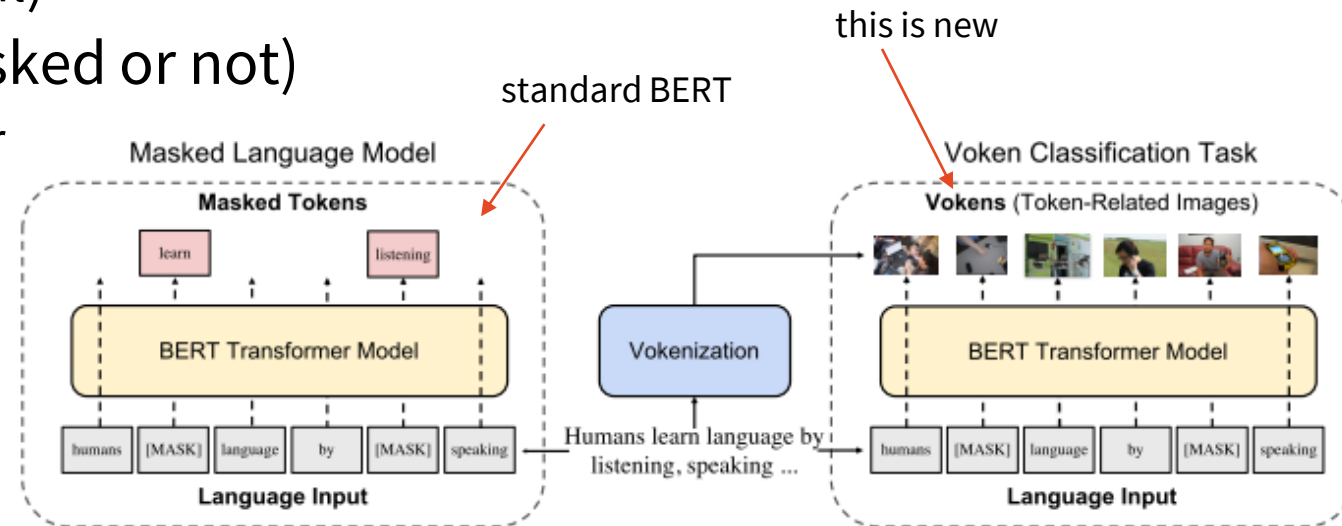 sked or not)
this is new
standard BERT
Masked Language Model
Masked Tokens
learn
listening
BERT Transformer Model
humans [MASK] language by [MASK] speaking
Language Input
Vokenization
Humans learn language by
listening, speaking ...
Voken Classification Task
Vokens (Token-Related Images)
BERT Transformer Model
humans [MASK] language by [MASK] speaking
Language Input